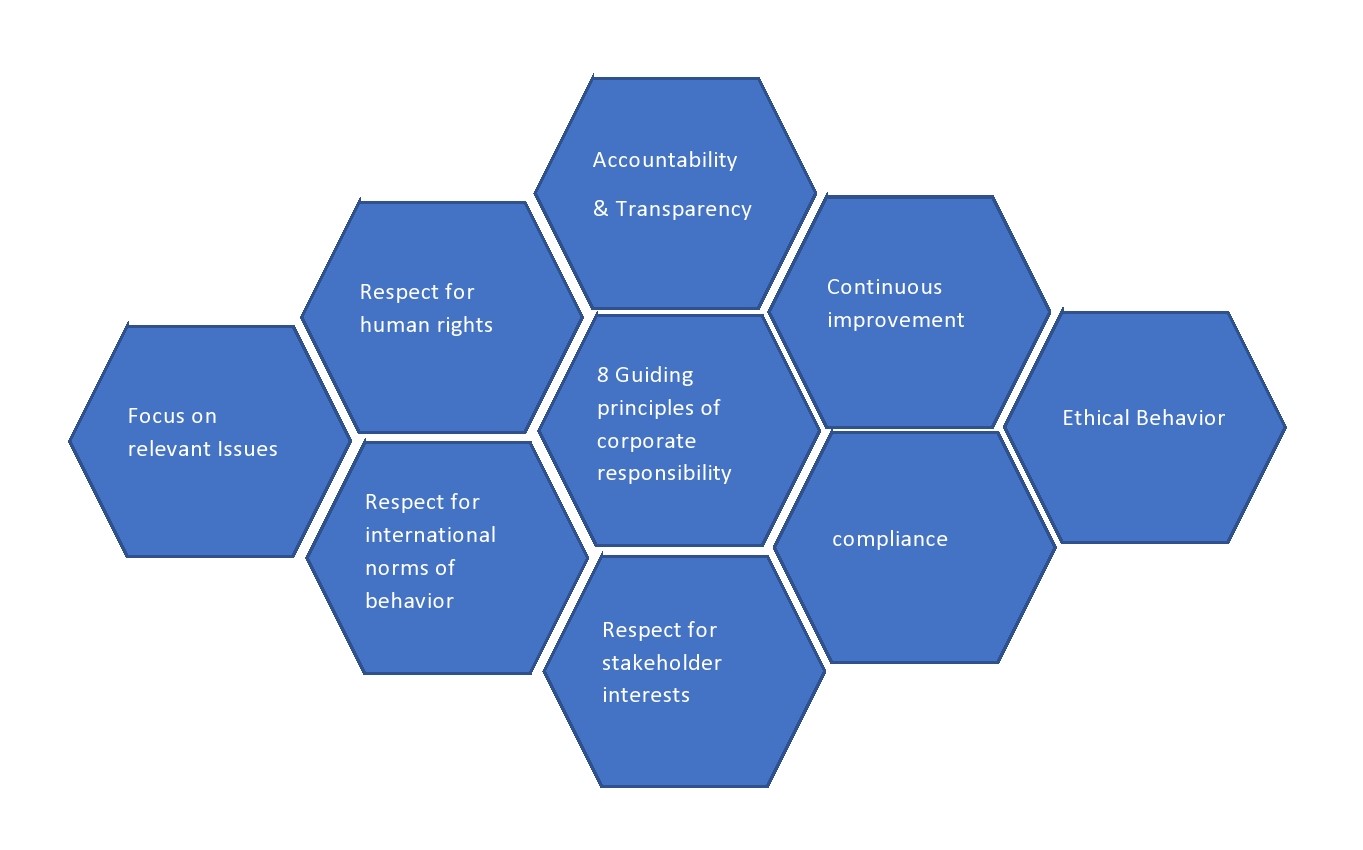 Accountability
& Transparency
Respect for
human rights
Continuous
improvement
Focus on
relevant Issues
8 Guiding
principles of
corporate
responsibility
Ethical Behavior
Respect for
international
norms of
behavior
compliance
Respect for
stakeholder
interests